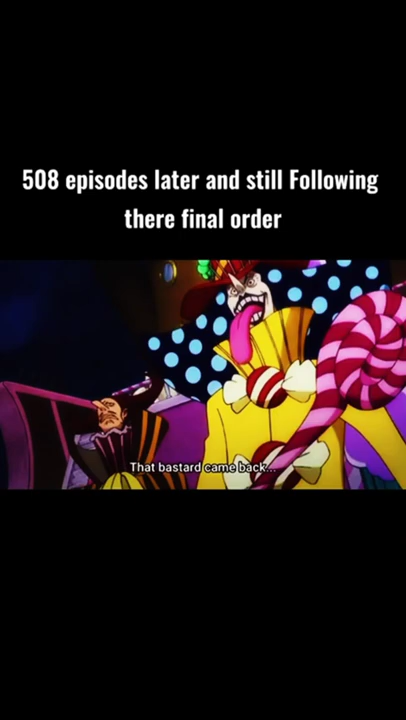 508 episodes later and still Following
there final order
That bastard came back...